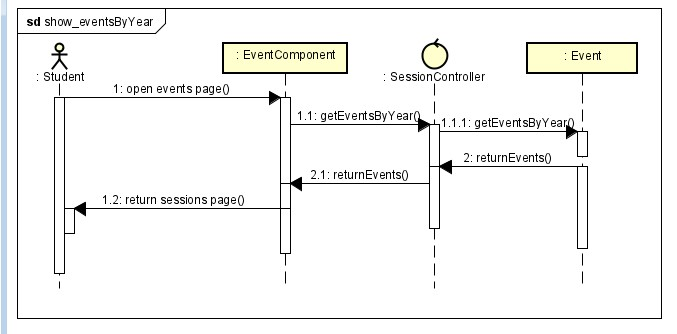 sd show_eventsByYear
: Student
: EventComponent
: SessionController
: Event
1: open events page()
1.1: getEventsByYear()
1.1.1: getEventsByYear()
2: returnEvents()
2.1: returnEvents()
1.2: return sessions page()